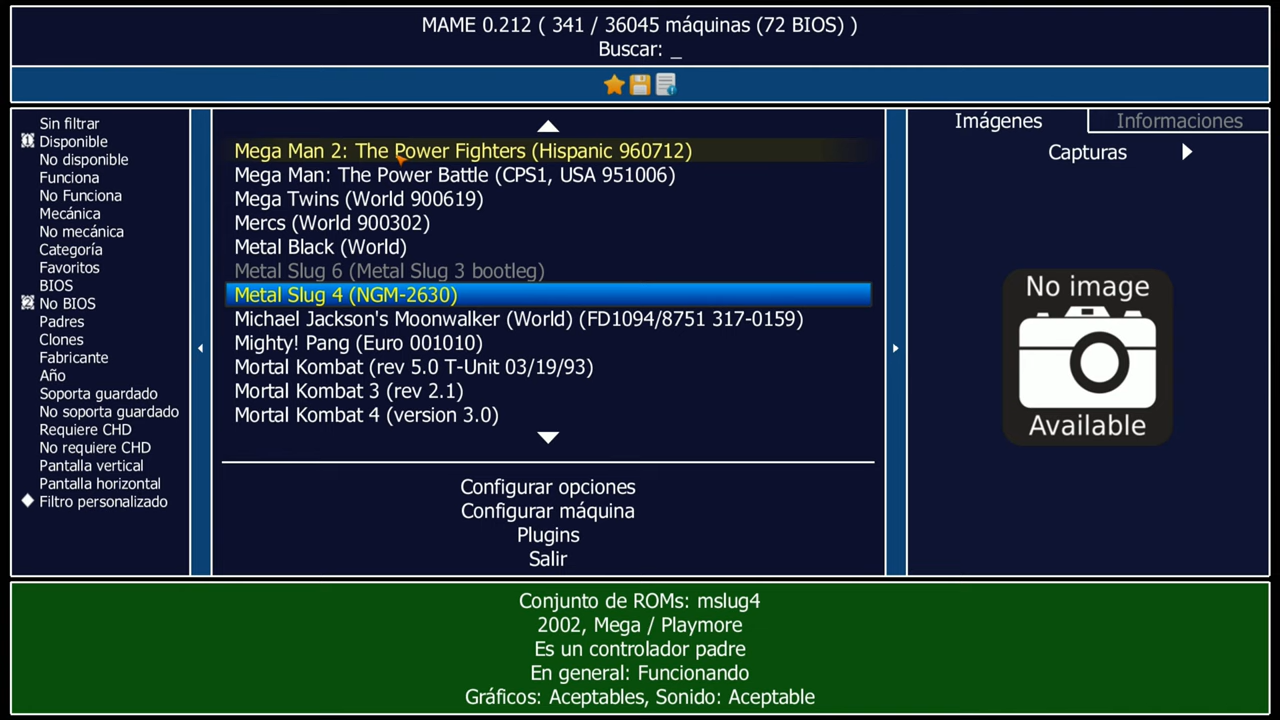 MAME 0.212 ( 341 / 36045 máquinas (72 BIOS) )
Buscar: _
Sin filtrar
Disponible
No disponible
Funciona
No Funciona
Mecánica
No mecánica
Categoría
Favoritos
BIOS
No BIOS
Padres
Clones
Fabricante
Año
Soporta guardado
No soporta guardado
Requiere CHD
No requiere CHD
Pantalla vertical
Pantalla horizontal
Filtro personalizado
Mega Man 2: The Power Fighters (Hispanic 960712)
Mega Man: The Power Battle (CPS1, USA 951006)
Mega Twins (World 900619)
Mercs (World 900302)
Metal Black (World)
Metal Slug 6 (Metal Slug 3 bootleg)
Metal Slug 4 (NGM-2630)
Michael Jackson's Moonwalker (World) (FD1094/8751 317-0159)
Mighty! Pang (Euro 001010)
Mortal Kombat (rev 5.0 T-Unit 03/19/93)
Mortal Kombat 3 (rev 2.1)
Mortal Kombat 4 (version 3.0)
Configurar opciones
Configurar máquina
Plugins
Salir
Imágenes
Informaciones
Capturas
No image
Available
Conjunto de ROMs: mslug4
2002, Mega / Playmore
Es un controlador padre
En general: Funcionando
Gráficos: Aceptables, Sonido: Aceptable